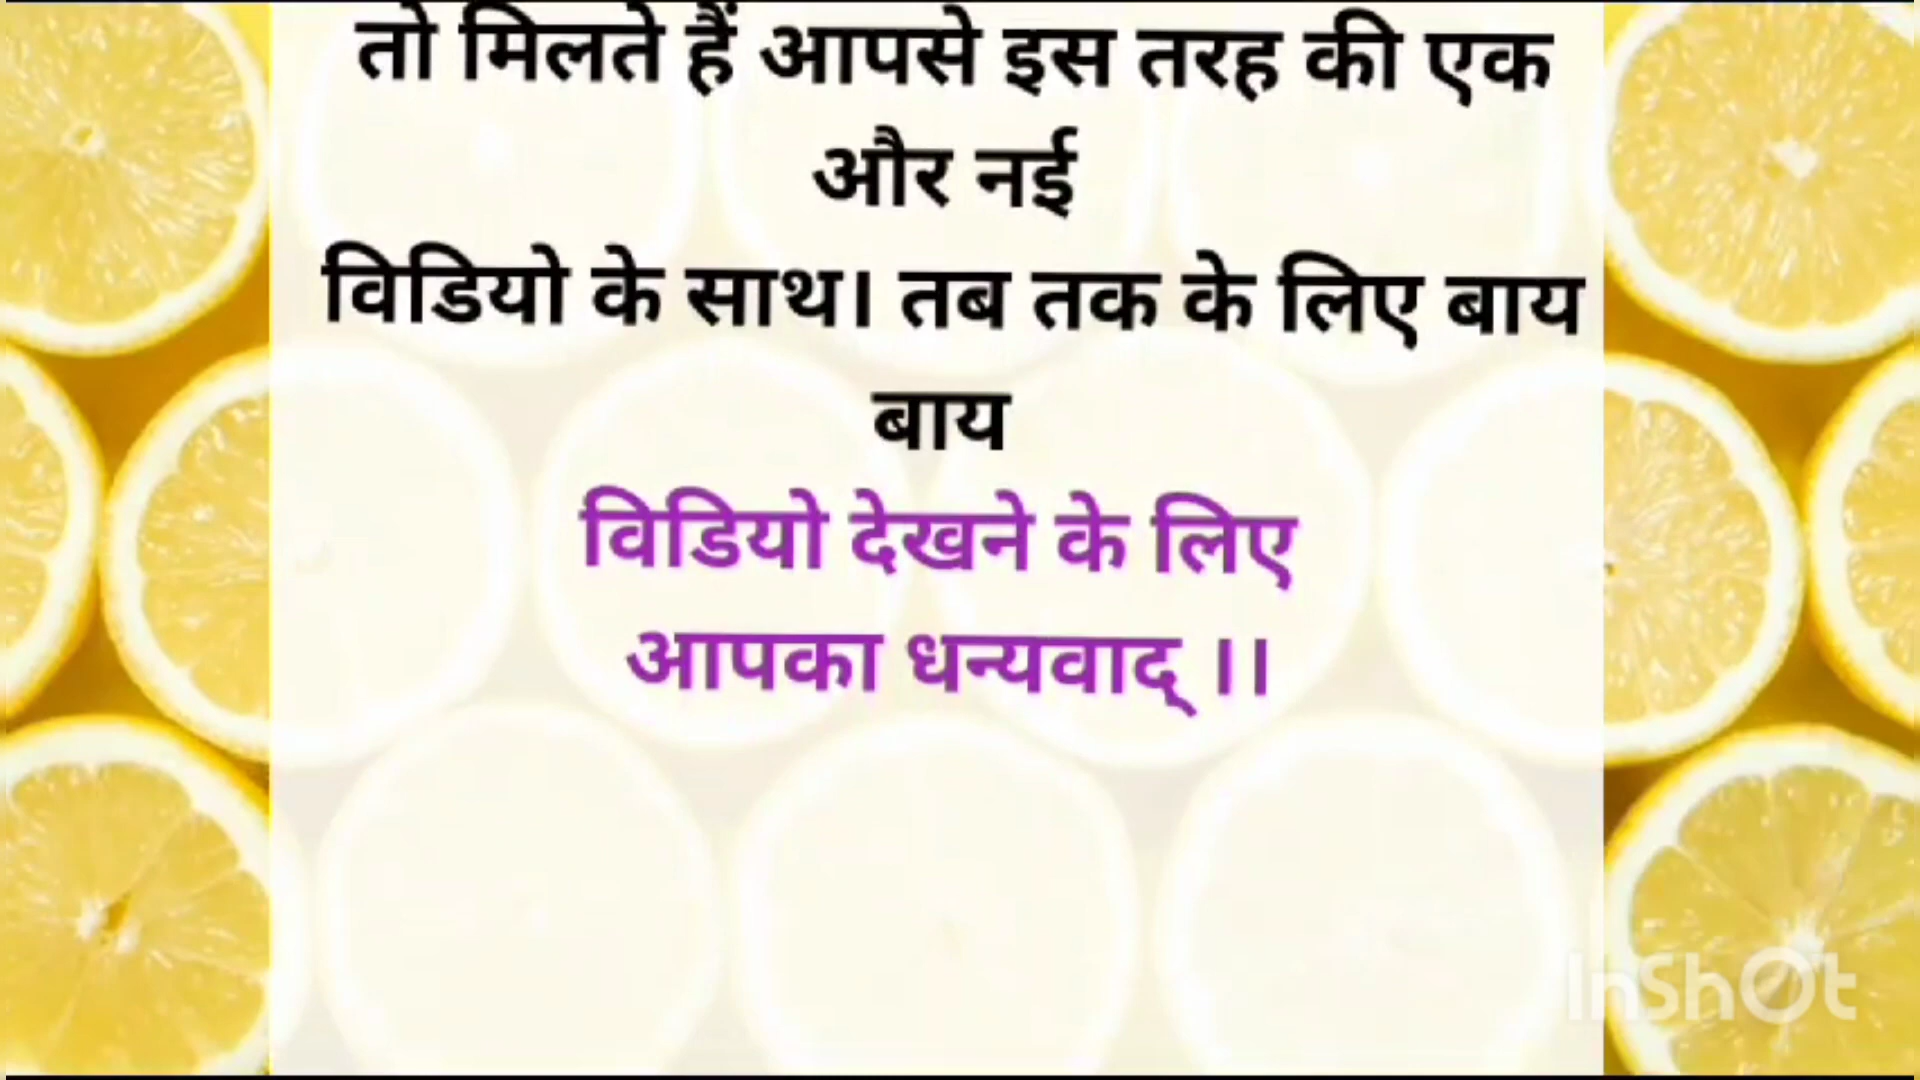 तो मिलते हैं आपसे इस तरह की एक
और नई
विडियो के साथ। तब तक के लिए बाय
बाय
विडियो देखने के लिए
आपका धन्यवाद् ।।
InShOt